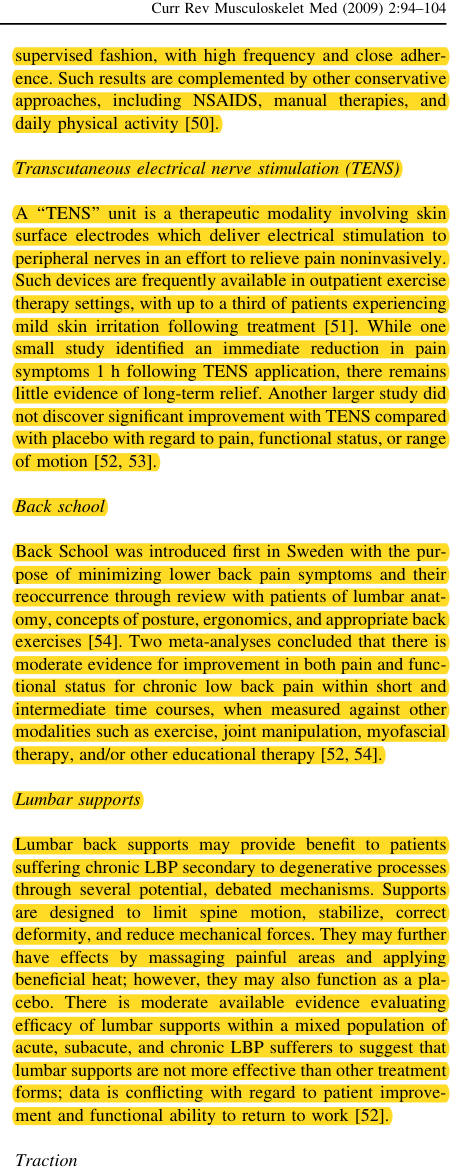 Curr Rev Musculoskelet Med (2009) 2:94–104
supervised fashion, with high frequency and close adher-
ence. Such results are complemented by other conservative
approaches, including NSAIDS, manual therapies, and
daily physical activity [50].
Transcutaneous electrical nerve stimulation (TENS)
A “TENS” unit is a therapeutic modality involving skin
surface electrodes which deliver electrical stimulation to
peripheral nerves in an effort to relieve pain noninvasively.
Such devices are frequently available in outpatient exercise
therapy settings, with up to a third of patients experiencing
mild skin irritation following treatment [51]. While one
small study identified an immediate reduction in pain
symptoms 1 h following TENS application, there remains
little evidence of long-term relief. Another larger study did
not discover significant improvement with TENS compared
with placebo with regard to pain, functional status, or range
of motion [52, 53].
Back school
Back School was introduced first in Sweden with the pur-
pose of minimizing lower back pain symptoms and their
reoccurrence through review with patients of lumbar anat-
omy, concepts of posture, ergonomics, and appropriate back
exercises [54]. Two meta-analyses concluded that there is
moderate evidence for improvement in both pain and func-
tional status for chronic low back pain within short and
intermediate time courses, when measured against other
modalities such as exercise, joint manipulation, myofascial
therapy, and/or other educational therapy [52, 54].
Lumbar supports
Lumbar back supports may provide benefit to patients
suffering chronic LBP secondary to degenerative processes
through several potential, debated mechanisms. Supports
are designed to limit spine motion, stabilize, correct
deformity, and reduce mechanical forces. They may further
have effects by massaging painful areas and applying
beneficial heat; however, they may also function as a pla-
cebo. There is moderate available evidence evaluating
efficacy of lumbar supports within a mixed population of
acute, subacute, and chronic LBP sufferers to suggest that
lumbar supports are not more effective than other treatment
forms; data is conflicting with regard to patient improve-
ment and functional ability to return to work [52].
Traction